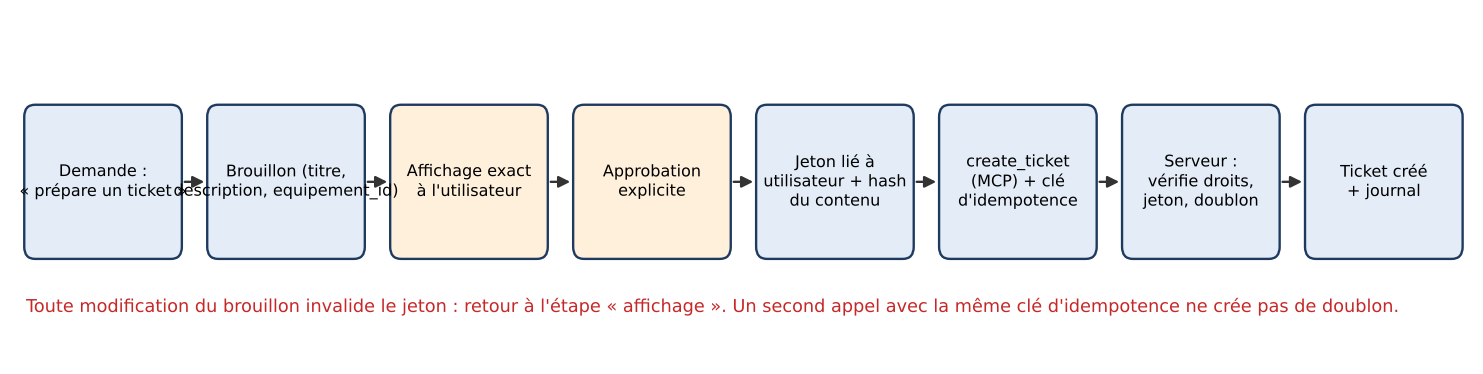 Demande :
« prépare un ticket »
Brouillon (titre,
description, equipement_id)
Affichage exact
à l'utilisateur
Approbation
explicite
Jeton lié à
utilisateur + hash
du contenu
create_ticket
(MCP) + clé
d'idempotence
Serveur :
vérifie droits,
jeton, doublon
Ticket créé
+ journal
Toute modification du brouillon invalide le jeton : retour à l'étape « affichage ». Un second appel avec la même clé d'idempotence ne crée pas de doublon.